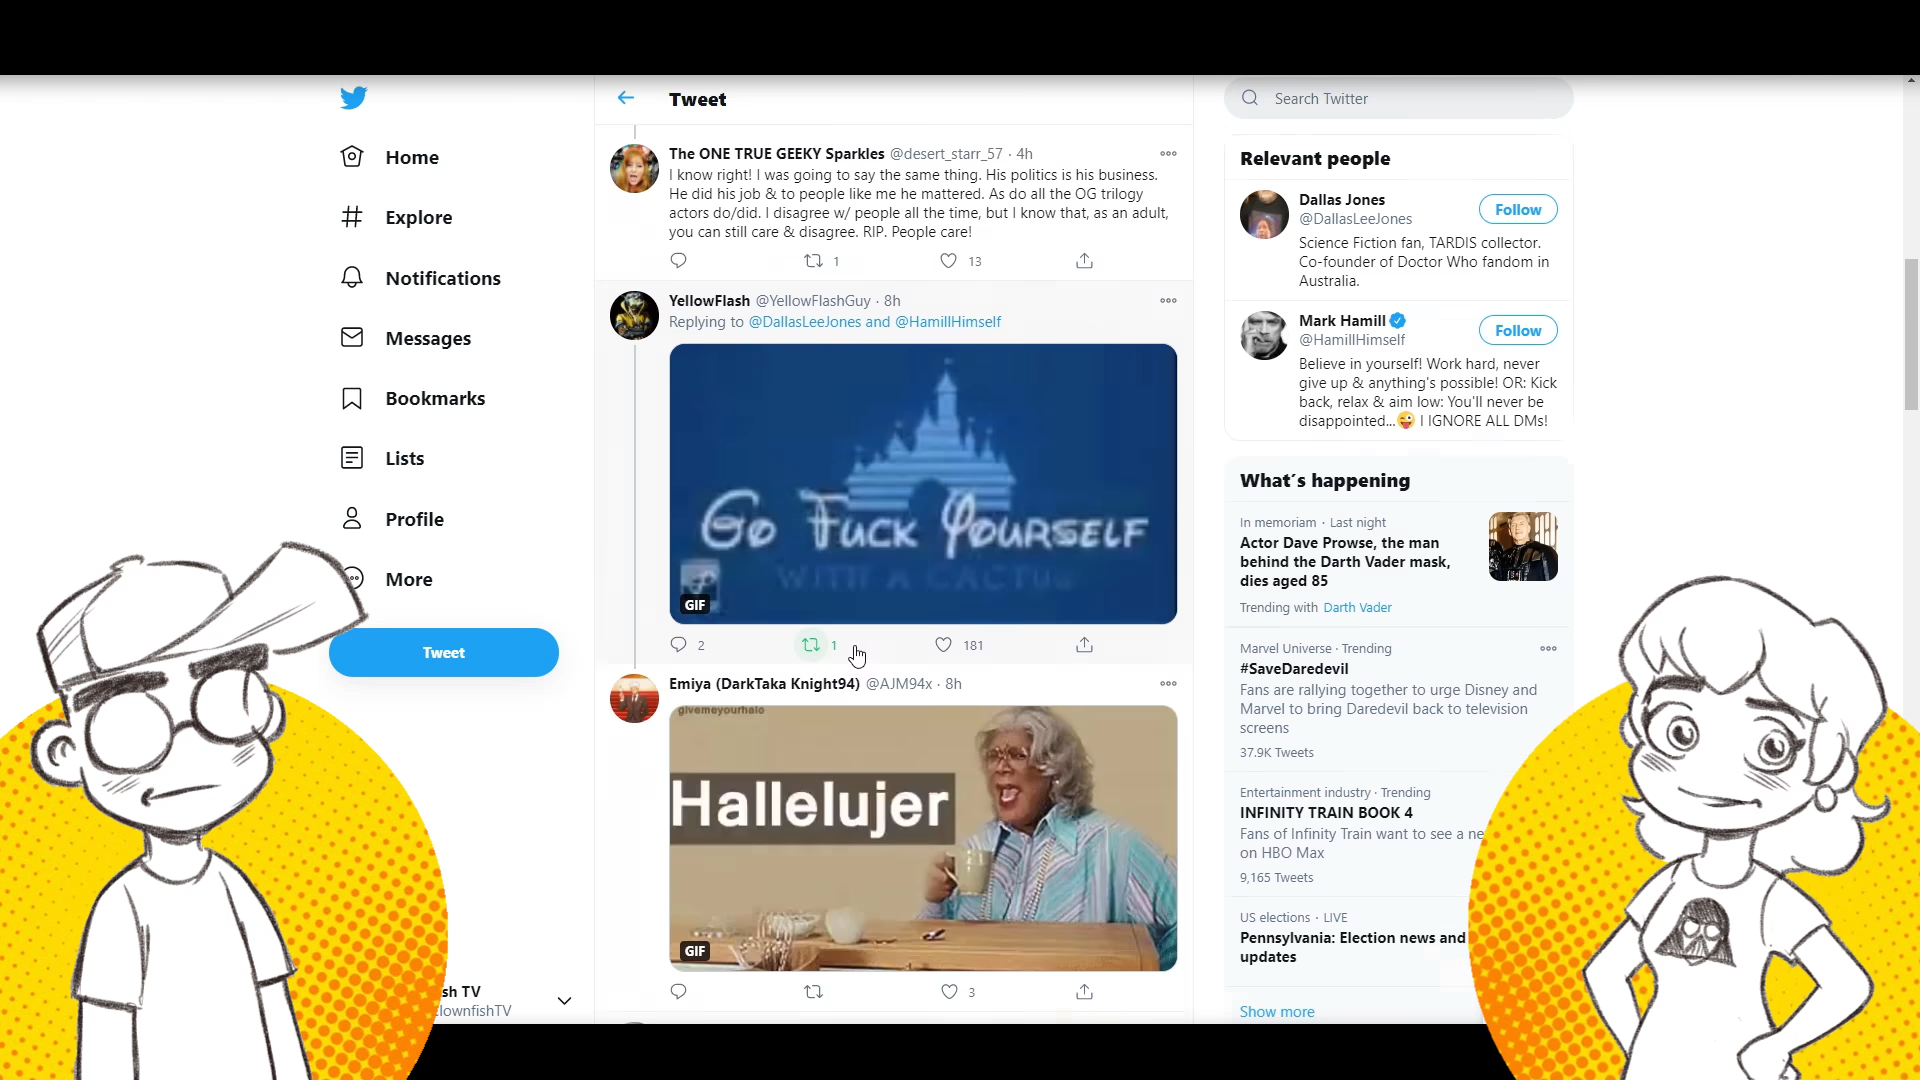 Home
Explore
Notifications
Messages
Bookmarks
Lists
Profile
More
Tweet
sh TV
lownfishTV
Tweet
The ONE TRUE GEEKY Sparkles @desert_starr_57 · 4h
I know right! I was going to say the same thing. His politics is his business.
He did his job & to people like me he mattered. As do all the OG trilogy
actors do/did. I disagree w/ people all the time, but I know that, as an adult,
you can still care & disagree. RIP. People care!
1
13
YellowFlash @YellowFlashGuy · 8h
Replying to @DallasLeeJones and @HamillHimself
Go Fuck Yourself
WITH A CACTUS
GIF
2
1
181
Emiya (DarkTaka Knight94) @AJM94x · 8h
givemeyourhalo
Hallelujer
GIF
3
Search Twitter
Relevant people
Dallas Jones
@DallasLeeJones
Follow
Science Fiction fan, TARDIS collector.
Co-founder of Doctor Who fandom in
Australia.
Mark Hamill
@HamillHimself
Follow
Believe in yourself! Work hard, never
give up & anything's possible! OR: Kick
back, relax & aim low: You'll never be
disappointed...😜 I IGNORE ALL DMs!
What's happening
In memoriam · Last night
Actor Dave Prowse, the man
behind the Darth Vader mask,
dies aged 85
Trending with Darth Vader
Marvel Universe · Trending
#SaveDaredevil
Fans are rallying together to urge Disney and
Marvel to bring Daredevil back to television
screens
37.9K Tweets
Entertainment industry · Trending
INFINITY TRAIN BOOK 4
Fans of Infinity Train want to see a ne
on HBO Max
9,165 Tweets
US elections · LIVE
Pennsylvania: Election news and
updates
Show more